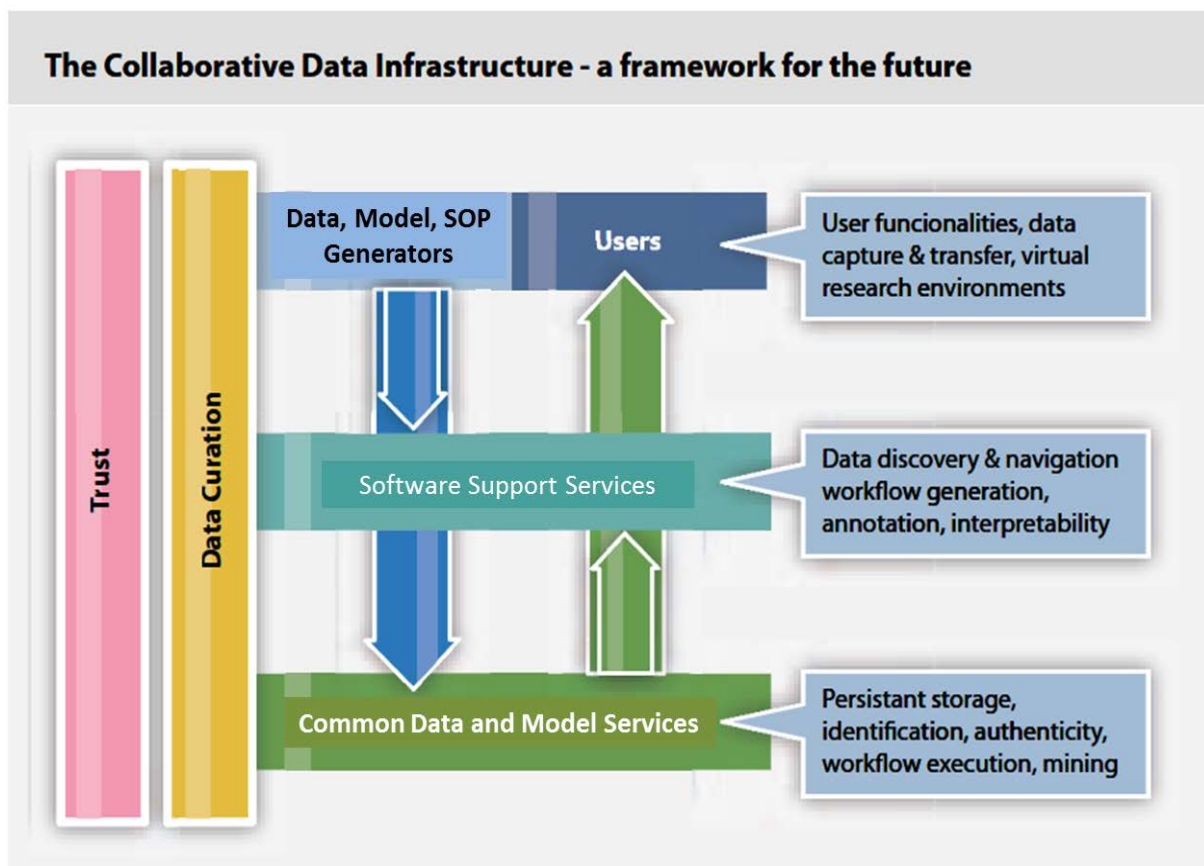 The Collaborative Data Infrastructure - a framework for the future
Trust
Data Curation
Data, Model, SOP
Generators
Users
User funcionalities, data
capture & transfer, virtual
research environments
Software Support Services
Data discovery & navigation
workflow generation,
annotation, interpretability
Common Data and Model Services
Persistant storage,
identification, authenticity,
workflow execution, mining